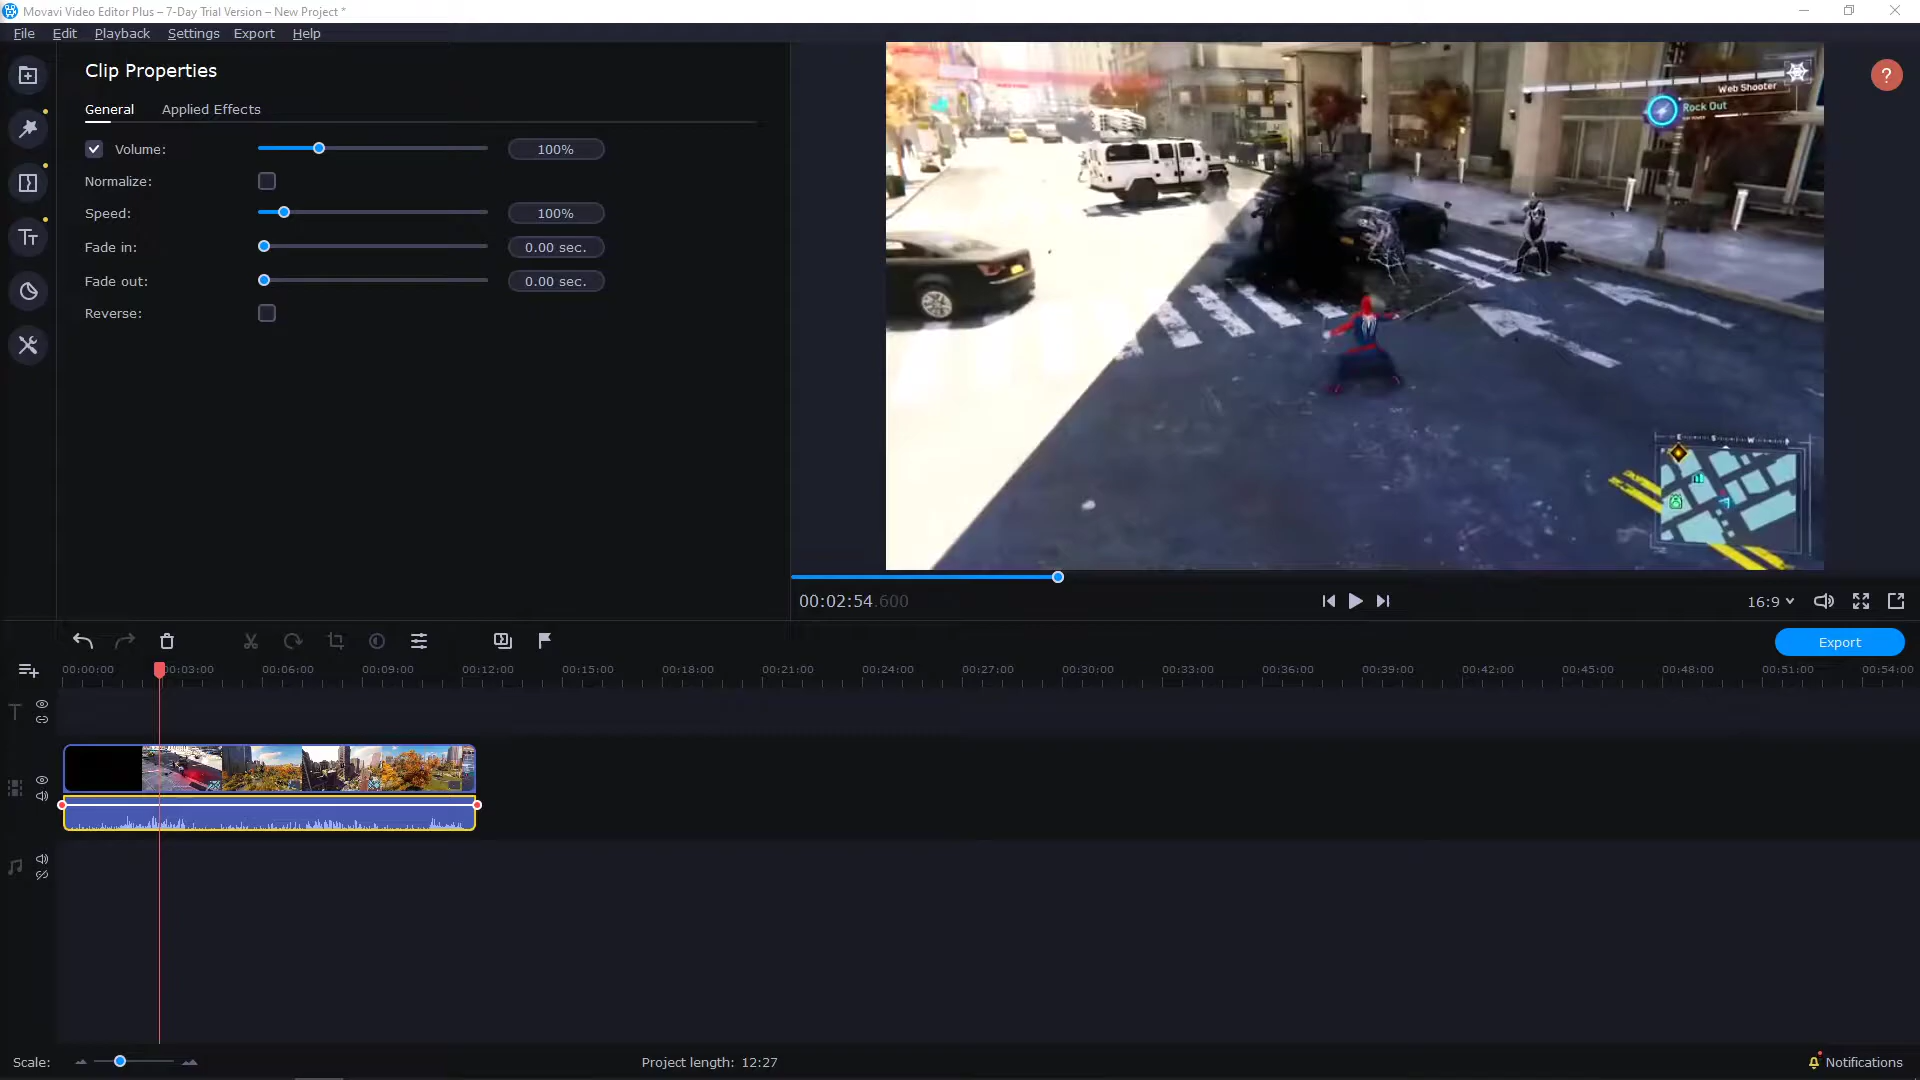 Movavi Video Editor Plus – 7-Day Trial Version – New Project *
File Edit Playback Settings Export Help
Clip Properties
General Applied Effects
Volume: 100%
Normalize:
Speed: 100%
Fade in: 0.00 sec.
Fade out: 0.00 sec.
Reverse:
Web Shooter
Rock Out
E S W
?
00:02:54.600
16:9
Export
00:00:00 00:03:00 00:06:00 00:09:00 00:12:00 00:15:00 00:18:00 00:21:00 00:24:00 00:27:00 00:30:00 00:33:00 00:36:00 00:39:00 00:42:00 00:45:00 00:48:00 00:51:00 00:54:00
Scale:
Project length: 12:27
Notifications